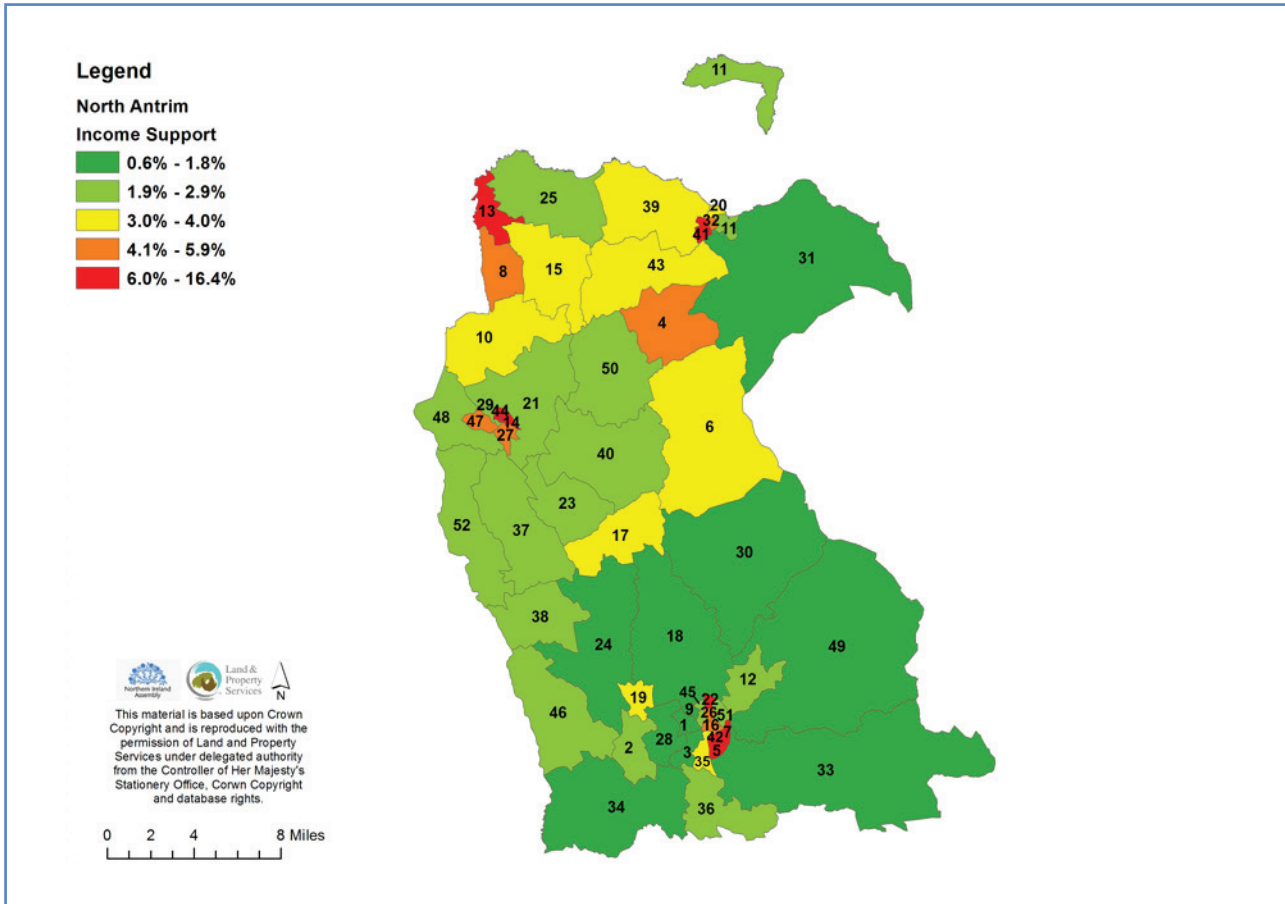 Legend
North Antrim
Income Support
0.6% - 1.8%
1.9% - 2.9%
3.0% - 4.0%
4.1% - 5.9%
6.0% - 16.4%
11
25
13
39
20
32
41
11
31
8
15
43
4
10
50
29
44
21
48
47
14
27
6
40
23
52
37
17
30
38
24
18
49
12
45
22
19
9
26
51
46
1
16
7
28
42
2
3
5
35
33
34
36
Northern Ireland
Assembly
Land &
Property
Services
N
This material is based upon Crown
Copyright and is reproduced with the
permission of Land and Property
Services under delegated authority
from the Controller of Her Majesty's
Stationery Office, Corwn Copyright
and database rights.
0 2 4 8 Miles